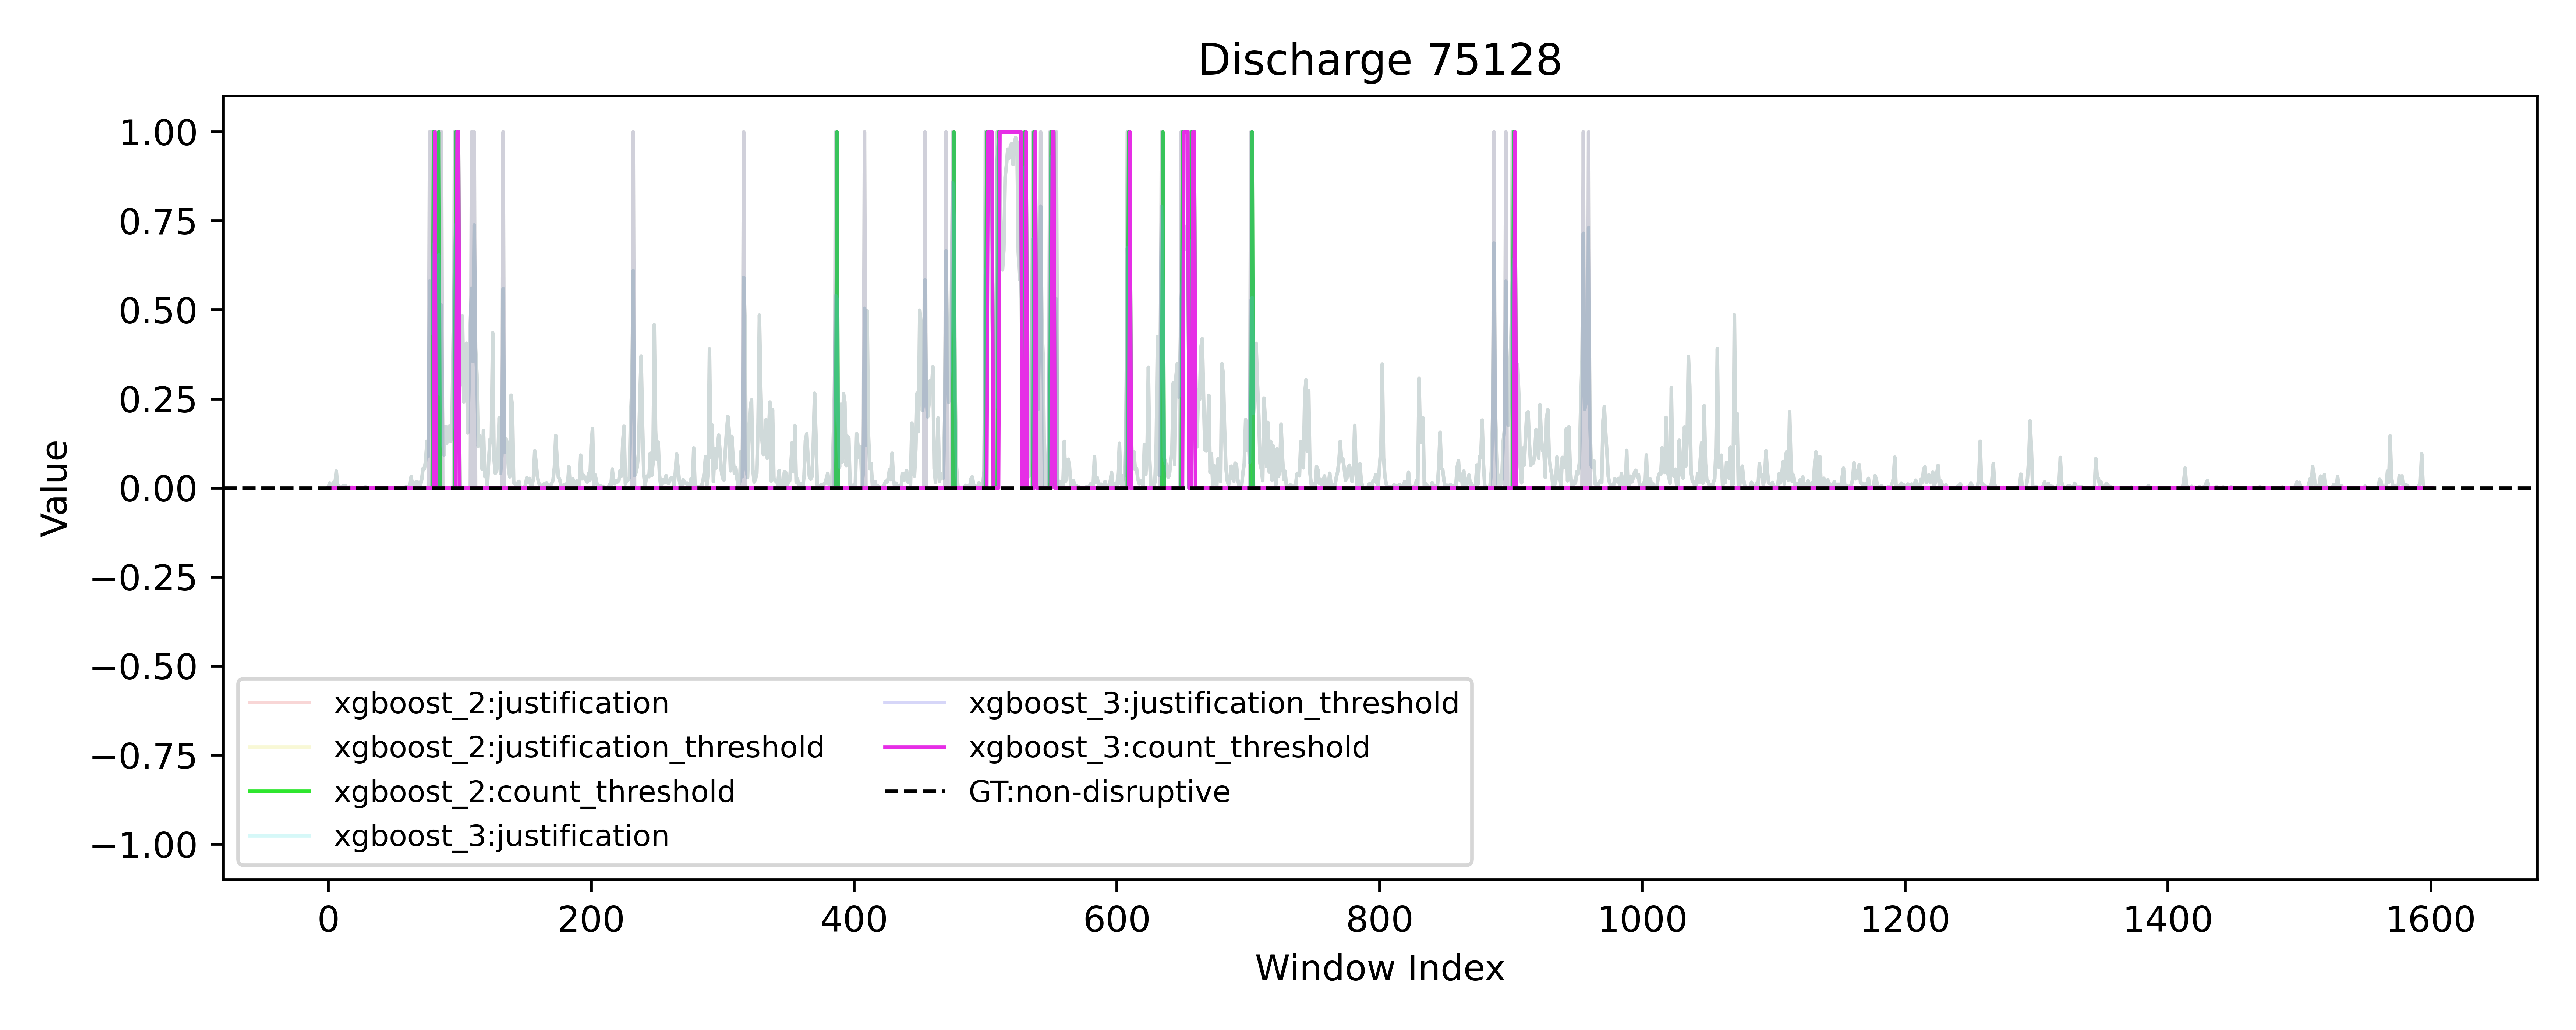 Discharge 75128
1.00
0.75
0.50
0.25
0.00
−0.25
−0.50
−0.75
−1.00
Value
xgboost_2:justification
xgboost_2:justification_threshold
xgboost_2:count_threshold
xgboost_3:justification
xgboost_3:justification_threshold
xgboost_3:count_threshold
GT:non-disruptive
0 200 400 600 800 1000 1200 1400 1600
Window Index